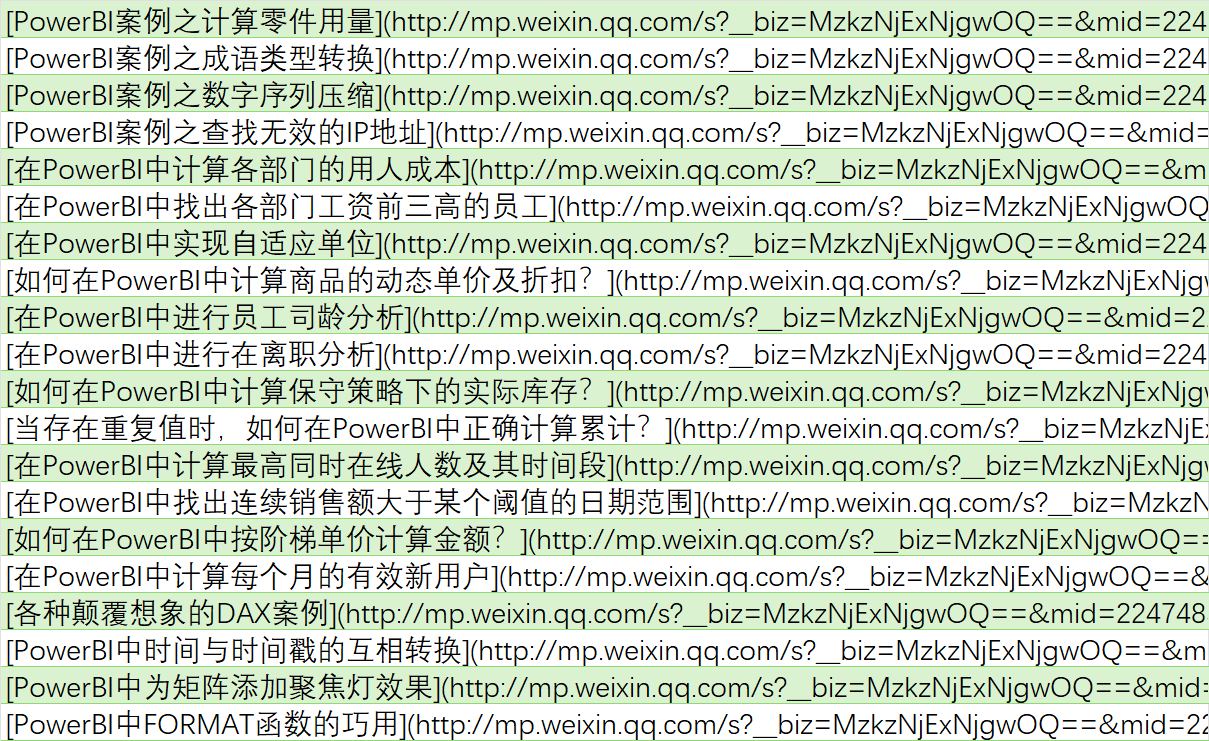 [PowerBI案例之计算零件用量](http://mp.weixin.qq.com/s?__biz=MzkzNjExNjgwOQ==&mid=224
[PowerBI案例之成语类型转换](http://mp.weixin.qq.com/s?__biz=MzkzNjExNjgwOQ==&mid=224
[PowerBI案例之数字序列压缩](http://mp.weixin.qq.com/s?__biz=MzkzNjExNjgwOQ==&mid=224
[PowerBI案例之查找无效的IP地址](http://mp.weixin.qq.com/s?__biz=MzkzNjExNjgwOQ==&mid=
[在PowerBI中计算各部门的用人成本](http://mp.weixin.qq.com/s?__biz=MzkzNjExNjgwOQ==&m
[在PowerBI中找出各部门工资前三高的员工](http://mp.weixin.qq.com/s?__biz=MzkzNjExNjgwOQ
[在PowerBI中实现自适应单位](http://mp.weixin.qq.com/s?__biz=MzkzNjExNjgwOQ==&mid=224
[如何在PowerBI中计算商品的动态单价及折扣？](http://mp.weixin.qq.com/s?__biz=MzkzNjExNjgw
[在PowerBI中进行员工司龄分析](http://mp.weixin.qq.com/s?__biz=MzkzNjExNjgwOQ==&mid=2
[在PowerBI中进行在离职分析](http://mp.weixin.qq.com/s?__biz=MzkzNjExNjgwOQ==&mid=224
[如何在PowerBI中计算保守策略下的实际库存？](http://mp.weixin.qq.com/s?__biz=MzkzNjExNjgw
[当存在重复值时，如何在PowerBI中正确计算累计？](http://mp.weixin.qq.com/s?__biz=MzkzNjE
[在PowerBI中计算最高同时在线人数及其时间段](http://mp.weixin.qq.com/s?__biz=MzkzNjExNjgw
[在PowerBI中找出连续销售额大于某个阈值的日期范围](http://mp.weixin.qq.com/s?__biz=MzkzN
[如何在PowerBI中按阶梯单价计算金额？](http://mp.weixin.qq.com/s?__biz=MzkzNjExNjgwOQ==
[在PowerBI中计算每个月的有效新用户](http://mp.weixin.qq.com/s?__biz=MzkzNjExNjgwOQ==&
[各种颠覆想象的DAX案例](http://mp.weixin.qq.com/s?__biz=MzkzNjExNjgwOQ==&mid=224748
[PowerBI中时间与时间戳的互相转换](http://mp.weixin.qq.com/s?__biz=MzkzNjExNjgwOQ==&m
[PowerBI中为矩阵添加聚焦灯效果](http://mp.weixin.qq.com/s?__biz=MzkzNjExNjgwOQ==&mid=
[PowerBI中FORMAT函数的巧用](http://mp.weixin.qq.com/s?__biz=MzkzNjExNjgwOQ==&mid=22